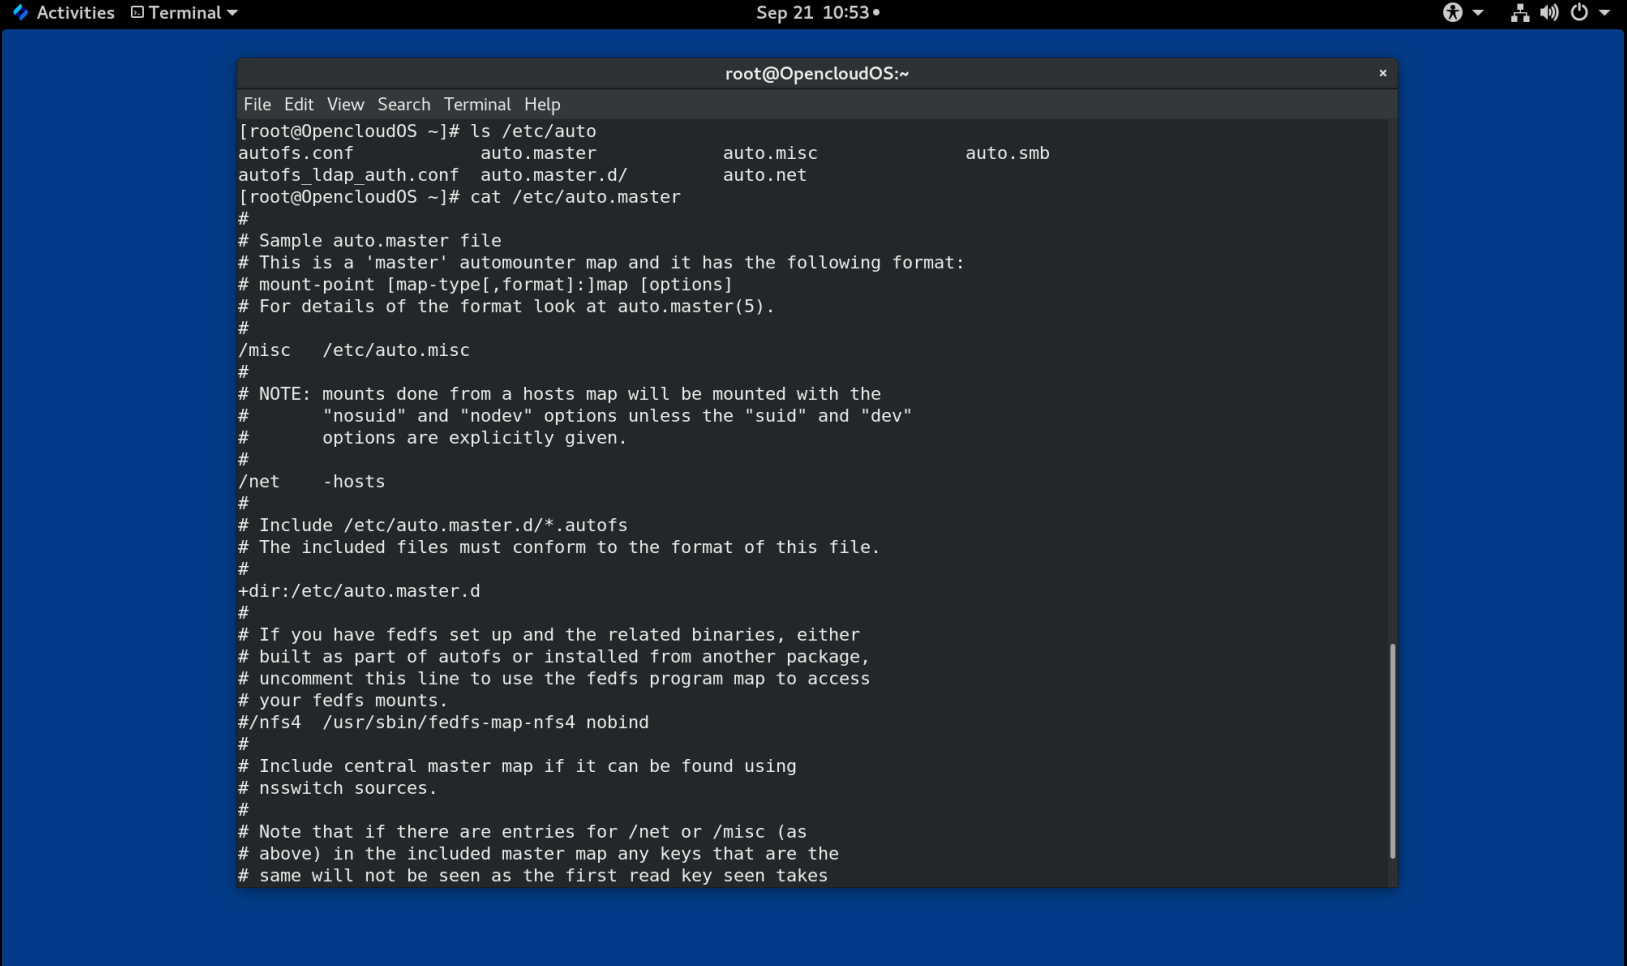 Activities Terminal Sep 21 10:53
root@OpencloudOS:~ ×
File Edit View Search Terminal Help
[root@OpencloudOS ~]# ls /etc/auto
autofs.conf            auto.master            auto.misc              auto.smb
autofs_ldap_auth.conf  auto.master.d/         auto.net
[root@OpencloudOS ~]# cat /etc/auto.master
#
# Sample auto.master file
# This is a 'master' automounter map and it has the following format:
# mount-point [map-type[,format]:]map [options]
# For details of the format look at auto.master(5).
#
/misc   /etc/auto.misc
#
# NOTE: mounts done from a hosts map will be mounted with the
#       "nosuid" and "nodev" options unless the "suid" and "dev"
#       options are explicitly given.
#
/net    -hosts
#
# Include /etc/auto.master.d/*.autofs
# The included files must conform to the format of this file.
#
+dir:/etc/auto.master.d
#
# If you have fedfs set up and the related binaries, either
# built as part of autofs or installed from another package,
# uncomment this line to use the fedfs program map to access
# your fedfs mounts.
#/nfs4  /usr/sbin/fedfs-map-nfs4 nobind
#
# Include central master map if it can be found using
# nsswitch sources.
#
# Note that if there are entries for /net or /misc (as
# above) in the included master map any keys that are the
# same will not be seen as the first read key seen takes